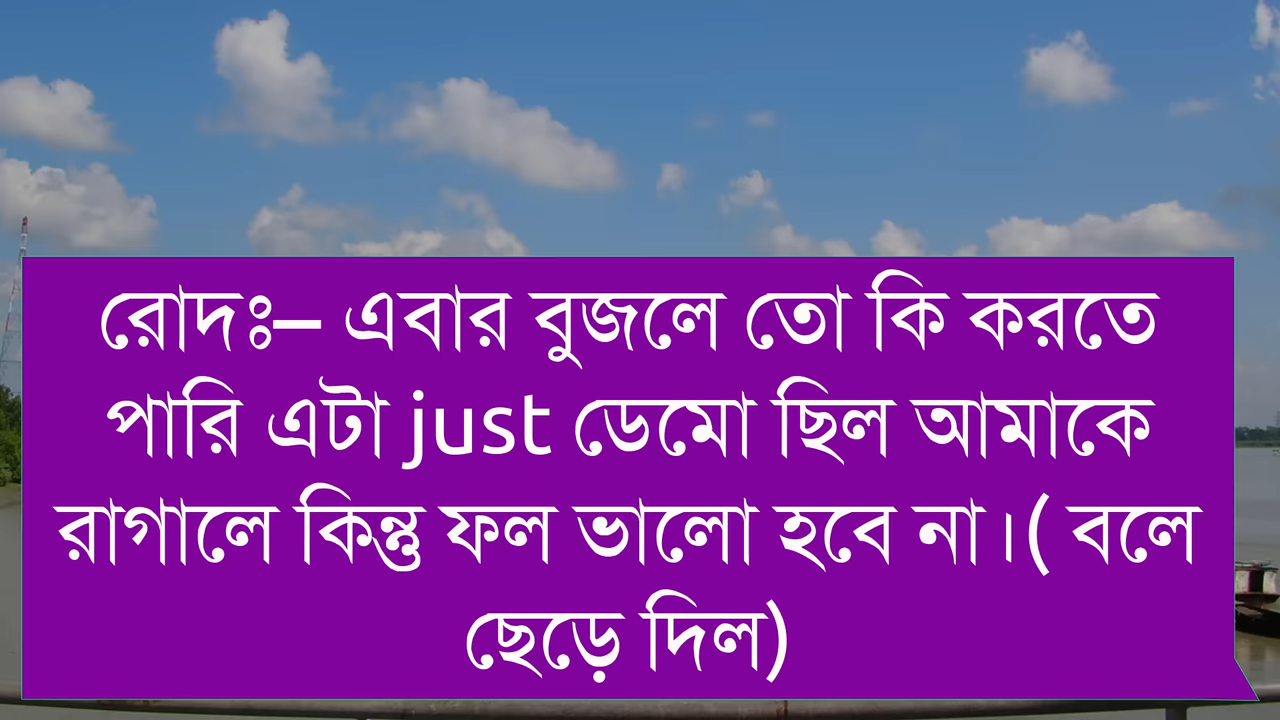 রোদঃ– এবার বুজলে তো কি করতে
পারি এটা just ডেমো ছিল আমাকে
রাগালে কিন্তু ফল ভালো হবে না।( বলে
ছেড়ে দিল)